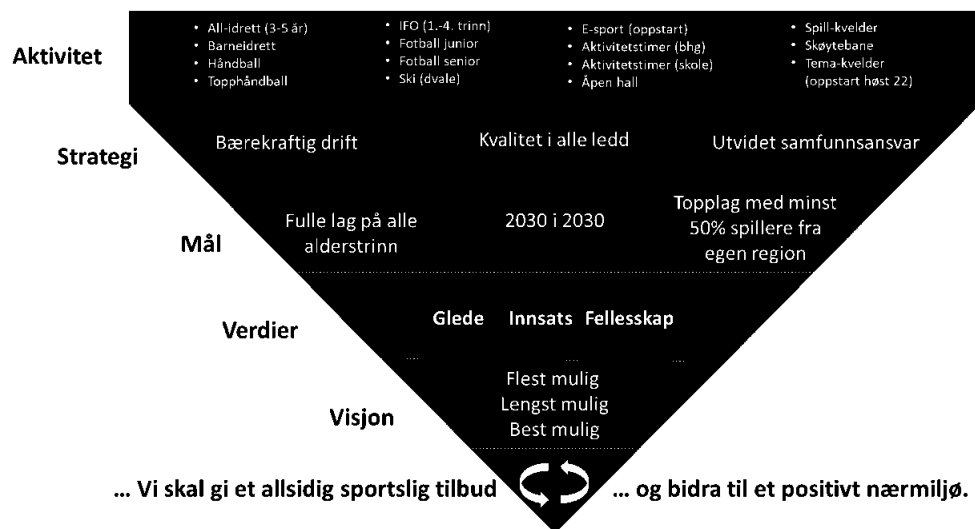 Aktivitet
• All-idrett (3-5 år)
• Barneidrett
• Håndball
• Topphåndball
• IFO (1.-4. trinn)
• Fotball junior
• Fotball senior
• Ski (dvale)
• E-sport (oppstart)
• Aktivitetstimer (bhg)
• Aktivitetstimer (skole)
• Åpen hall
• Spill-kvelder
• Skøytebane
• Tema-kvelder
(oppstart høst 22)
Strategi
Bærekraftig drift
Kvalitet i alle ledd
Utvidet samfunnsansvar
Mål
Fulle lag på alle
alderstrinn
2030 i 2030
Topplag med minst
50% spillere fra
egen region
Verdier
Glede Innsats Fellesskap
Visjon
Flest mulig
Lengst mulig
Best mulig
... Vi skal gi et allsidig sportslig tilbud
... og bidra til et positivt nærmiljø.